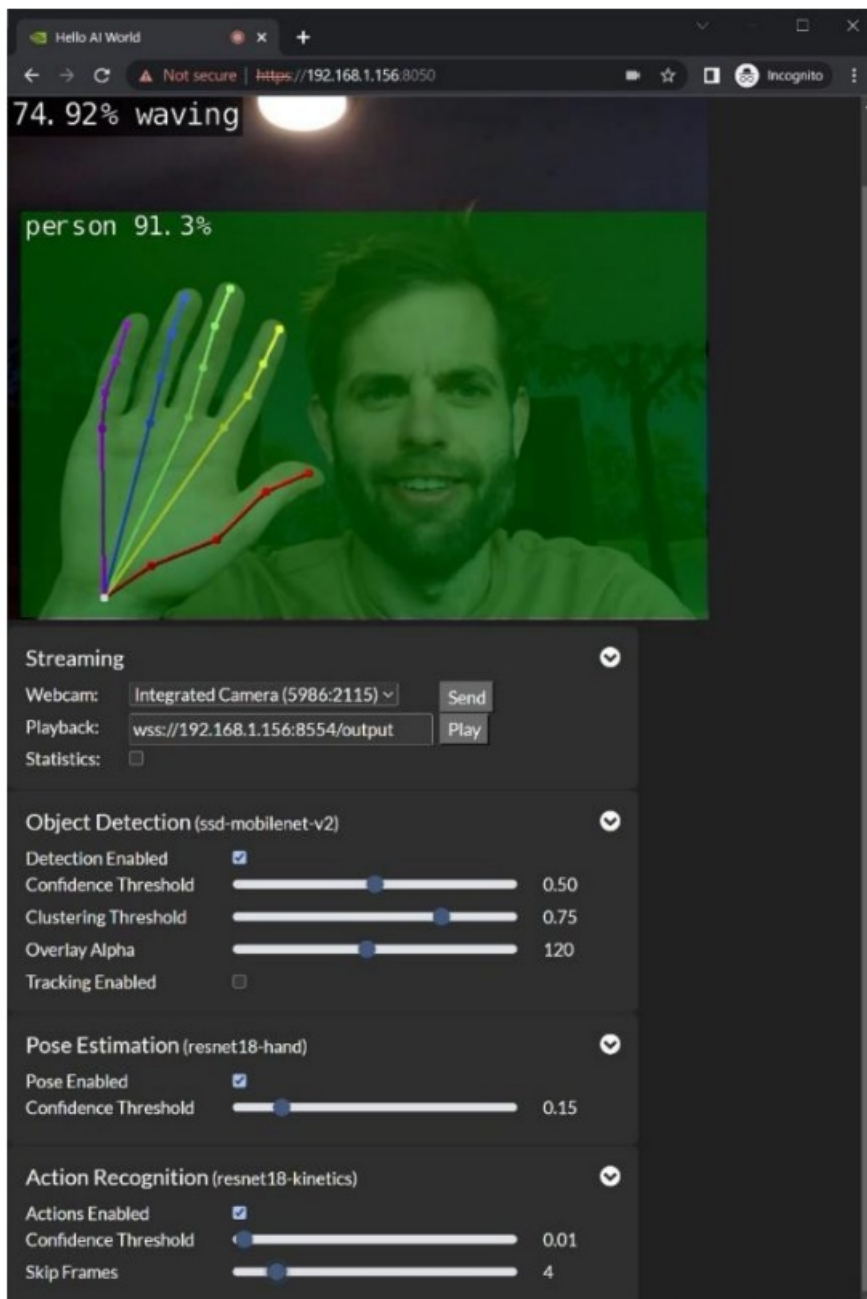 Hello AI World
Not secure | https://192.168.1.156:8050
Incognito
74.92% waving
person 91.3%
Streaming
Webcam: Integrated Camera (5986:2115) Send
Playback: wss://192.168.1.156:8554/output Play
Statistics:
Object Detection (ssd-mobilenet-v2)
Detection Enabled
Confidence Threshold 0.50
Clustering Threshold 0.75
Overlay Alpha 120
Tracking Enabled
Pose Estimation (resnet18-hand)
Pose Enabled
Confidence Threshold 0.15
Action Recognition (resnet18-kinetics)
Actions Enabled
Confidence Threshold 0.01
Skip Frames 4